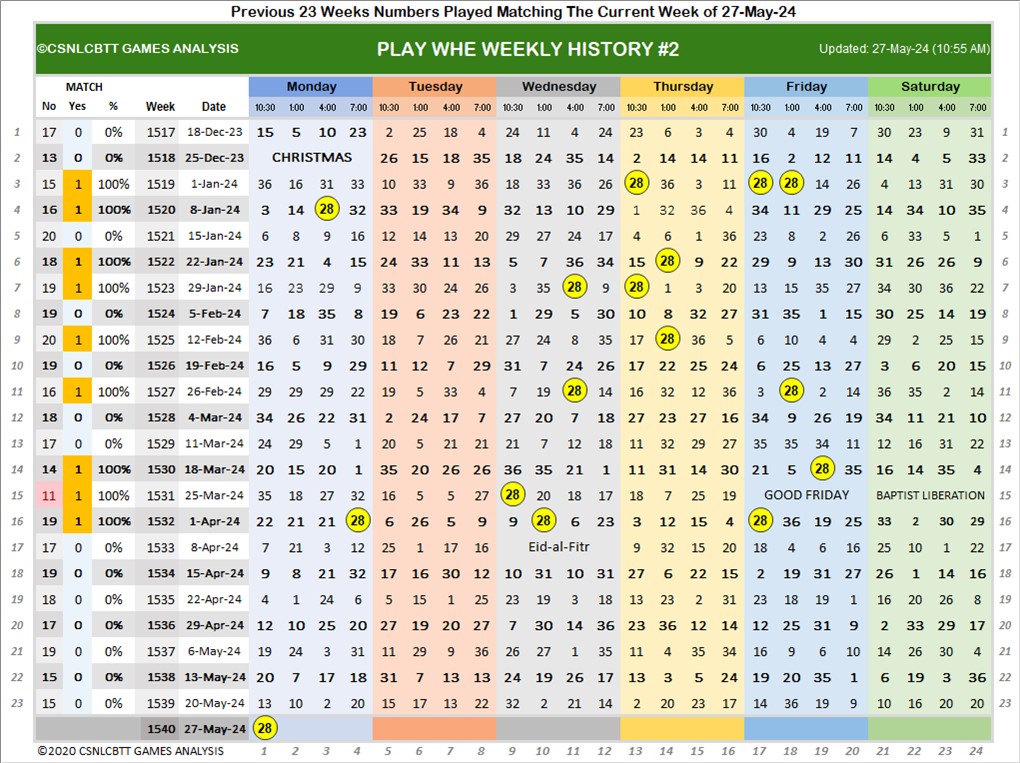 Previous 23 Weeks Numbers Played Matching The Current Week of 27-May-24
©CSNLCBTT GAMES ANALYSIS PLAY WHE WEEKLY HISTORY #2 Updated: 27-May-24 (10:55 AM)
MATCH Monday Tuesday Wednesday Thursday Friday Saturday
No Yes % Week Date 10:30 1:00 4:00 7:00 10:30 1:00 4:00 7:00 10:30 1:00 4:00 7:00 10:30 1:00 4:00 7:00 10:30 1:00 4:00 7:00 10:30 1:00 4:00 7:00
1 17 0 0% 1517 18-Dec-23 15 5 10 23 2 25 18 4 24 11 4 24 23 6 3 4 30 4 19 7 30 23 9 31 1
2 13 0 0% 1518 25-Dec-23 CHRISTMAS 26 15 18 35 18 24 35 14 2 14 14 11 16 2 12 11 14 4 5 33 2
3 15 1 100% 1519 1-Jan-24 36 16 31 33 10 33 9 36 18 33 36 26 28 36 3 11 28 28 14 26 4 13 31 30 3
4 16 1 100% 1520 8-Jan-24 3 14 28 32 33 19 34 9 32 13 10 29 1 32 36 4 34 11 29 25 14 34 10 35 4
5 20 0 0% 1521 15-Jan-24 6 8 9 16 12 14 13 20 29 27 24 17 4 6 1 36 23 8 2 26 6 33 5 1 5
6 18 1 100% 1522 22-Jan-24 23 21 4 15 24 33 11 13 5 7 36 34 15 28 9 22 29 9 13 30 31 26 26 9 6
7 19 1 100% 1523 29-Jan-24 16 23 29 9 33 30 24 26 3 35 28 9 28 1 3 20 13 15 35 27 34 30 36 22 7
8 19 0 0% 1524 5-Feb-24 7 18 35 8 19 6 23 22 1 29 5 30 10 8 32 27 31 35 1 15 30 25 14 19 8
9 20 1 100% 1525 12-Feb-24 36 6 31 30 18 7 26 21 27 24 8 35 17 28 36 5 6 10 4 4 29 2 25 15 9
10 19 0 0% 1526 19-Feb-24 16 5 9 29 11 12 7 29 31 7 24 26 17 22 25 24 6 25 13 27 3 6 20 15 10
11 16 1 100% 1527 26-Feb-24 29 29 29 22 19 5 33 4 7 19 28 14 16 32 12 36 3 28 2 14 36 35 2 14 11
12 18 0 0% 1528 4-Mar-24 34 26 22 31 2 24 17 7 27 20 7 18 27 23 27 16 34 9 26 19 34 11 21 10 12
13 17 0 0% 1529 11-Mar-24 24 29 5 1 20 5 21 21 21 7 12 18 11 32 29 27 35 35 34 11 12 16 31 22 13
14 14 1 100% 1530 18-Mar-24 20 15 20 1 35 20 26 26 36 35 21 1 11 31 14 30 21 5 28 35 16 14 35 4 14
15 11 1 100% 1531 25-Mar-24 35 18 27 32 16 5 5 27 28 20 18 17 18 7 25 19 GOOD FRIDAY BAPTIST LIBERATION 15
16 19 1 100% 1532 1-Apr-24 22 21 21 28 6 26 5 9 9 28 6 23 3 12 15 4 28 36 19 25 33 2 30 29 16
17 17 0 0% 1533 8-Apr-24 7 21 3 12 25 1 17 16 Eid-al-Fitr 9 32 15 20 18 4 6 16 25 10 1 22 17
18 19 0 0% 1534 15-Apr-24 9 8 21 32 17 16 30 12 10 31 10 31 27 6 22 15 2 19 31 27 26 1 14 16 18
19 18 0 0% 1535 22-Apr-24 4 1 24 6 5 15 1 25 23 19 3 18 13 23 2 31 23 18 19 1 16 20 26 8 19
20 17 0 0% 1536 29-Apr-24 12 10 25 20 27 19 20 27 7 30 14 36 23 36 12 14 12 25 31 9 2 33 29 17 20
21 19 0 0% 1537 6-May-24 19 24 3 31 11 29 9 36 26 27 1 35 11 4 35 34 16 9 6 10 14 26 30 4 21
22 15 0 0% 1538 13-May-24 20 7 17 18 31 7 13 13 24 19 26 17 13 3 5 24 19 20 35 1 6 19 3 36 22
23 15 0 0% 1539 20-May-24 13 10 2 20 15 17 13 22 32 31 2 14 2 20 23 17 14 36 19 9 10 16 20 20 23
1540 27-May-24 28
©2020 CSNLCBTT GAMES ANALYSIS 1 2 3 4 5 6 7 8 9 10 11 12 13 14 15 16 17 18 19 20 21 22 23 24